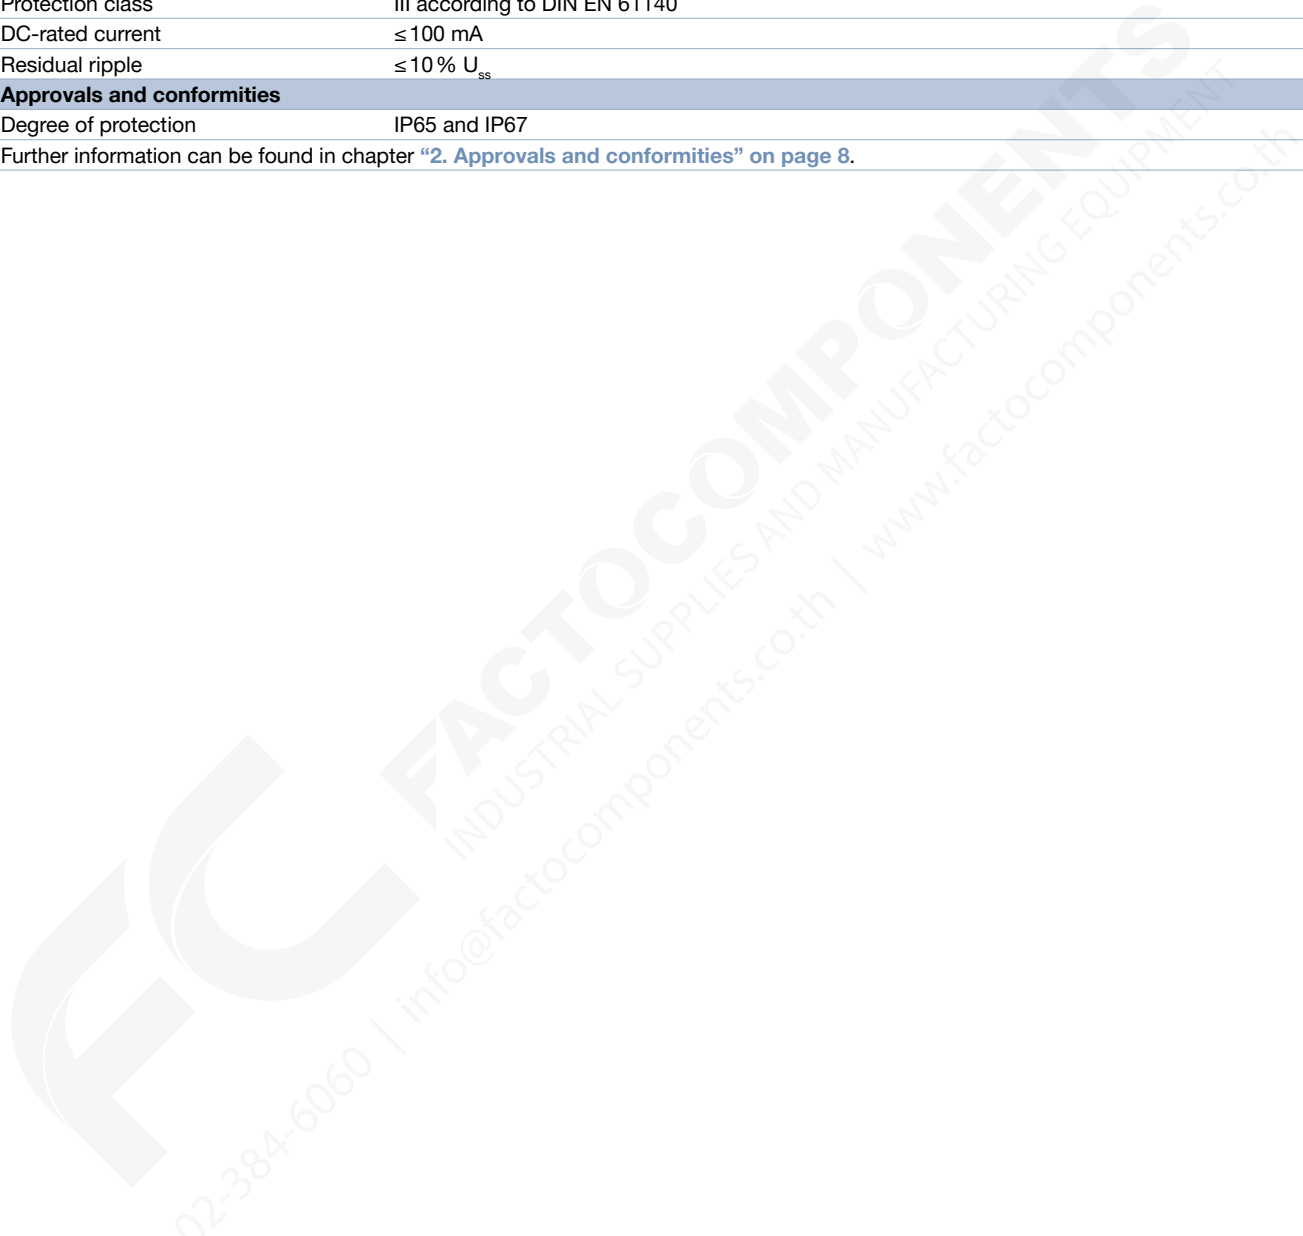 Protection class III according to DIN EN 61140
DC-rated current ≤100 mA
Residual ripple ≤10% Uss
Approvals and conformities
Degree of protection IP65 and IP67
Further information can be found in chapter “2. Approvals and conformities” on page 8.
FACTOCOMPONENTS
INDUSTRIAL SUPPLIES AND MANUFACTURING EQUIPMENT
02-384-6060 | info@factocomponents.co.th | www.factocomponents.co.th
FC